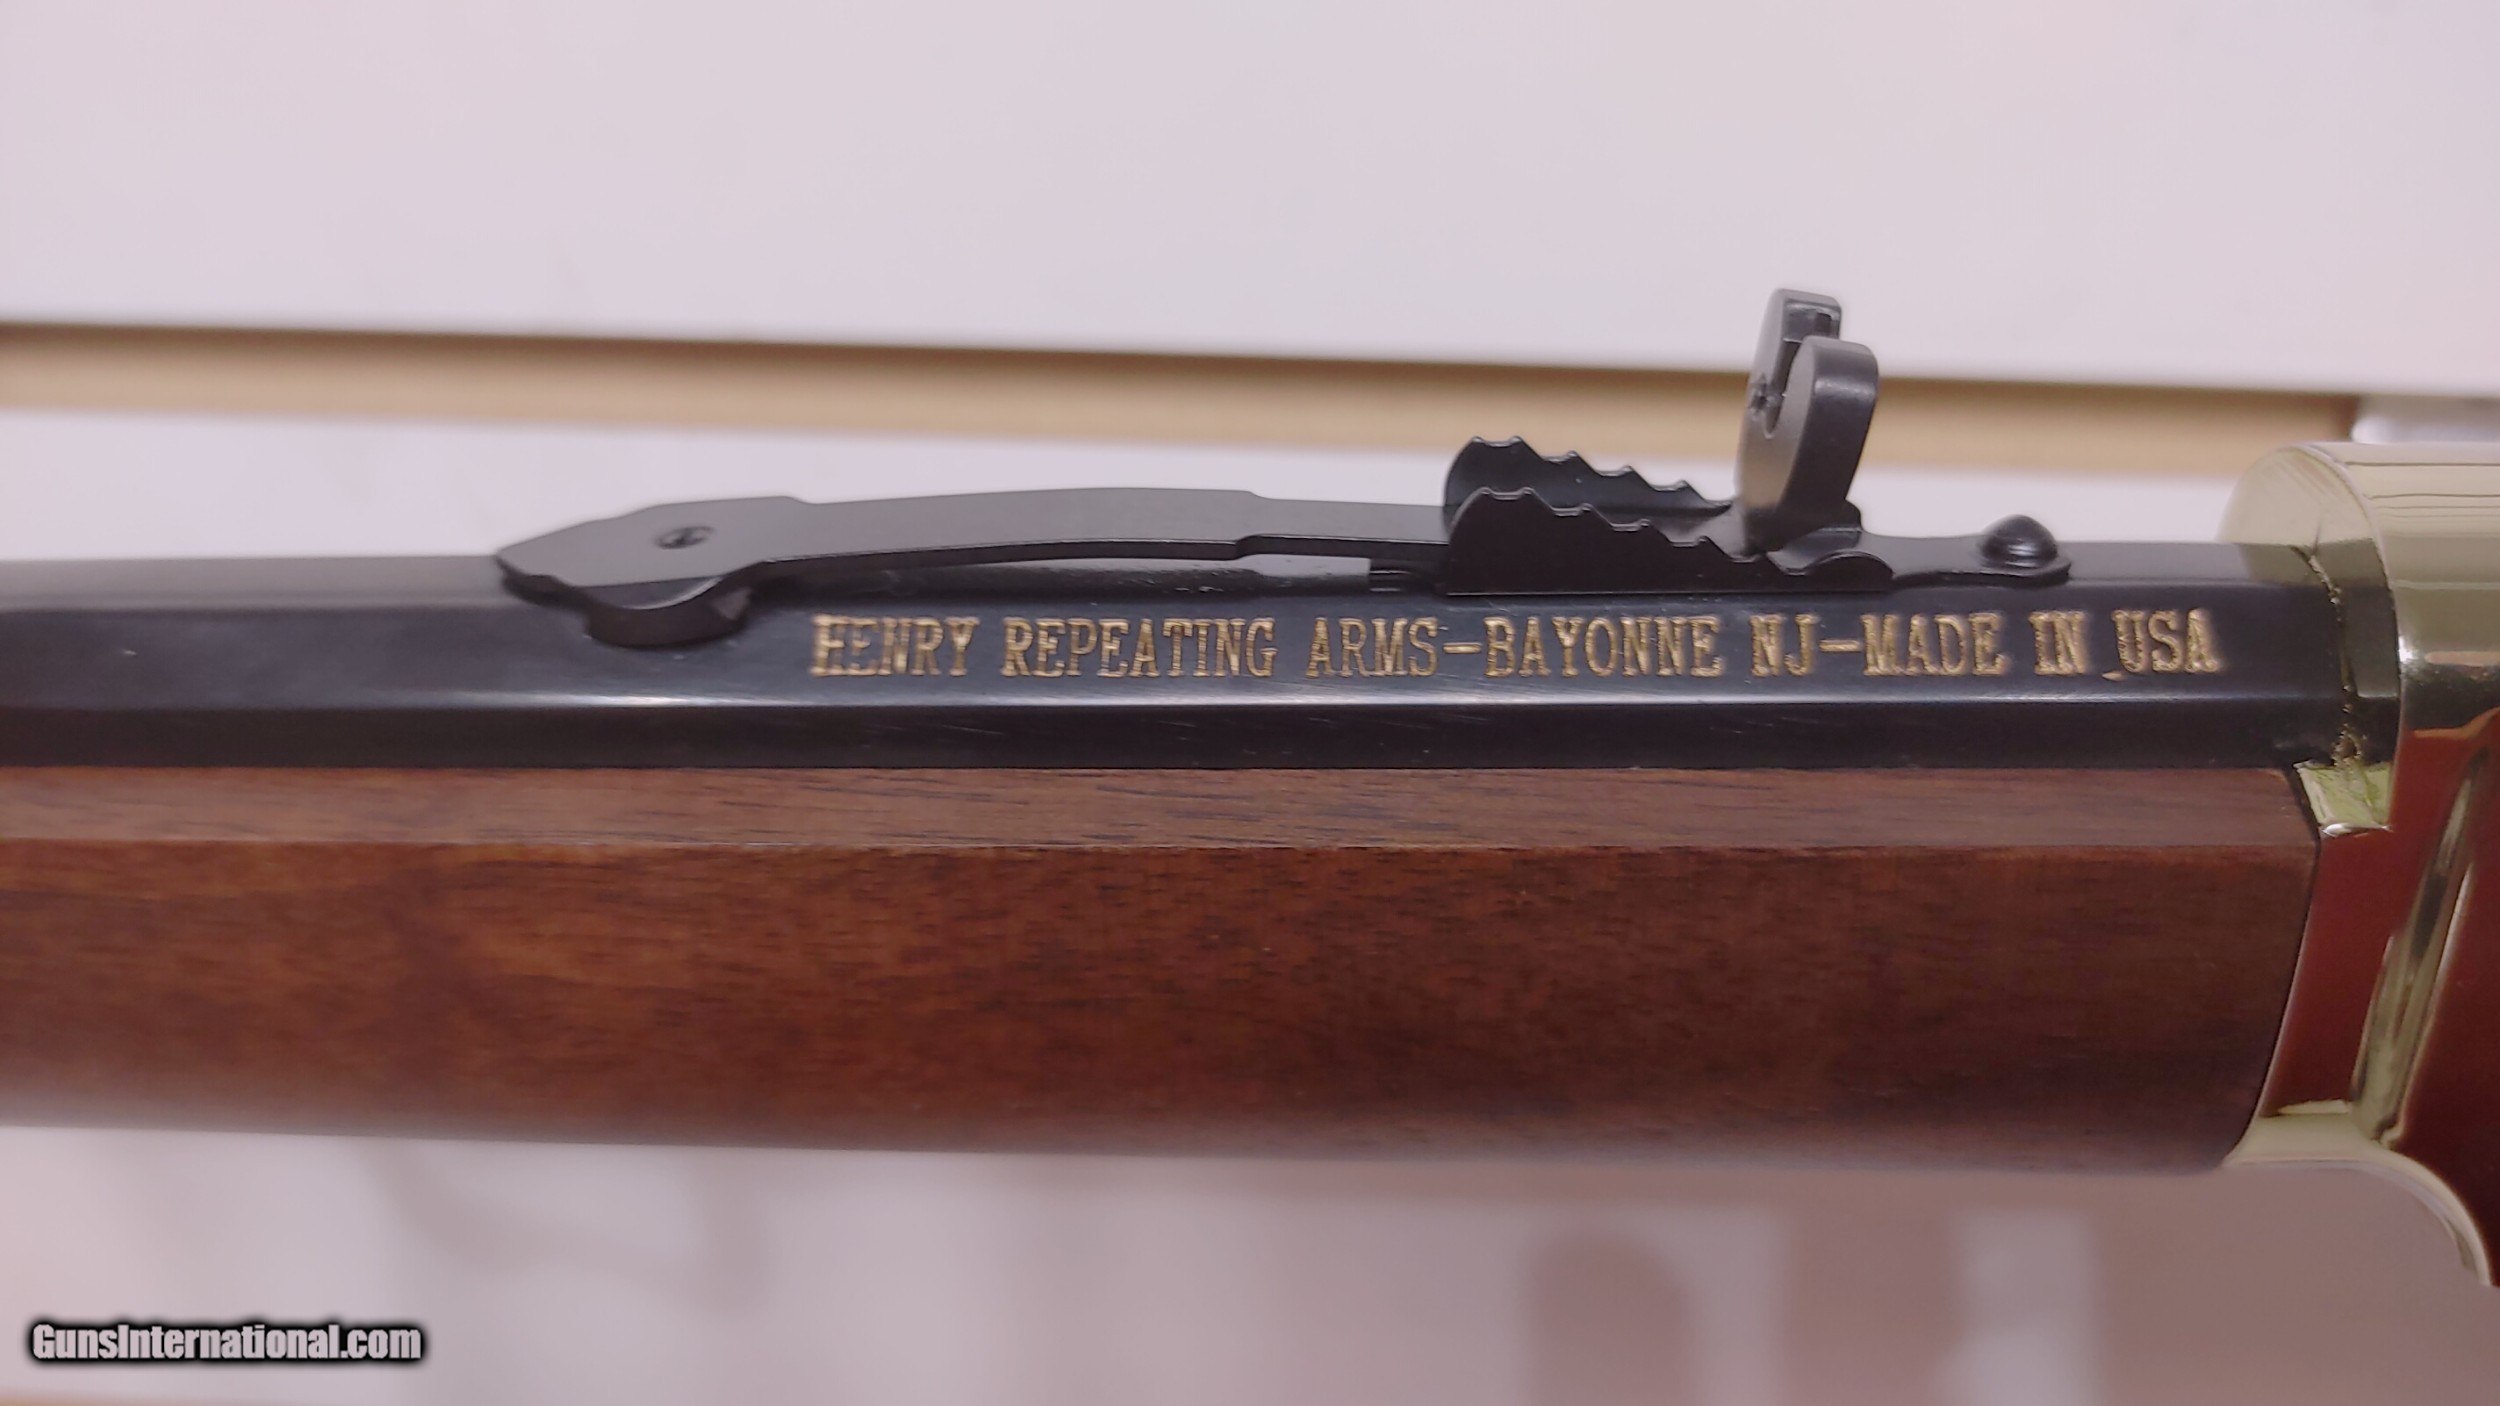 HENRY REPEATING ARMS-BAYONNE NJ-MADE IN USA
GunsInternational.com